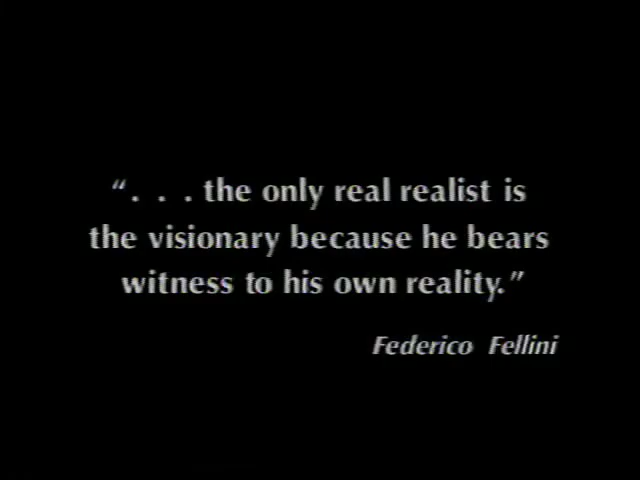 “. . . the only real realist is
the visionary because he bears
witness to his own reality.”
Federico Fellini